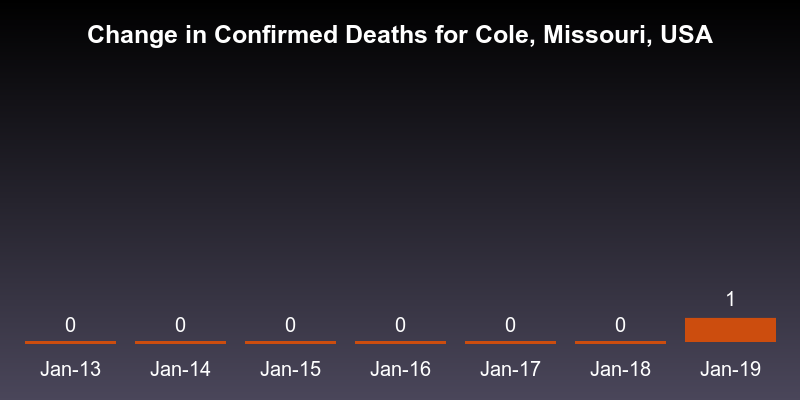 Change in Confirmed Deaths for Cole, Missouri, USA
0 0 0 0 0 0 1
Jan-13 Jan-14 Jan-15 Jan-16 Jan-17 Jan-18 Jan-19